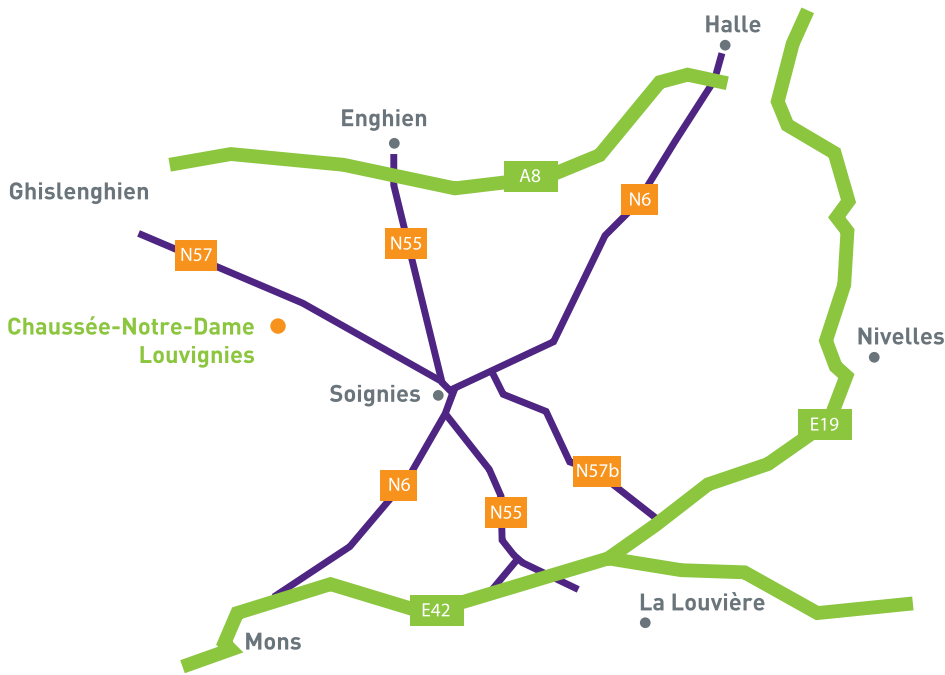 Halle
Enghien
A8
Ghislenghien
N6
N55
N57
Chaussée-Notre-Dame
Louvignies
Nivelles
Soignies
E19
N57b
N6
N55
E42
La Louvière
Mons